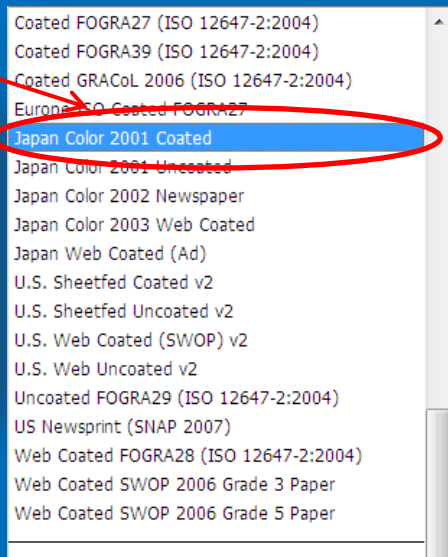 Coated FOGRA27 (ISO 12647-2:2004)
Coated FOGRA39 (ISO 12647-2:2004)
Coated GRACoL 2006 (ISO 12647-2:2004)
Europe ISO Coated FOGRA27
Japan Color 2001 Coated
Japan Color 2001 Uncoated
Japan Color 2002 Newspaper
Japan Color 2003 Web Coated
Japan Web Coated (Ad)
U.S. Sheetfed Coated v2
U.S. Sheetfed Uncoated v2
U.S. Web Coated (SWOP) v2
U.S. Web Uncoated v2
Uncoated FOGRA29 (ISO 12647-2:2004)
US Newsprint (SNAP 2007)
Web Coated FOGRA28 (ISO 12647-2:2004)
Web Coated SWOP 2006 Grade 3 Paper
Web Coated SWOP 2006 Grade 5 Paper